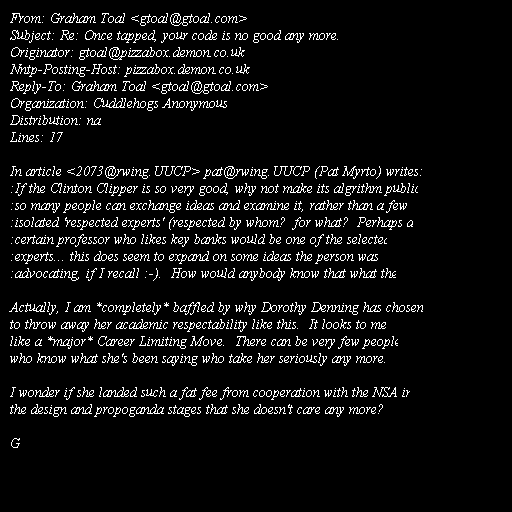 From: Graham Toal <gtoal@gtoal.com>
Subject: Re: Once tapped, your code is no good any more.
Originator: gtoal@pizzabox.demon.co.uk
Nntp-Posting-Host: pizzabox.demon.co.uk
Reply-To: Graham Toal <gtoal@gtoal.com>
Organization: Cuddlehogs Anonymous
Distribution: na
Lines: 17

In article <2073@rwing.UUCP> pat@rwing.UUCP (Pat Myrto) writes:
:If the Clinton Clipper is so very good, why not make its algrithm public
:so many people can exchange ideas and examine it, rather than a few
:isolated 'respected experts' (respected by whom?  for what?  Perhaps a
:certain professor who likes key banks would be one of the selected
:experts... this does seem to expand on some ideas the person was
:advocating, if I recall :-).  How would anybody know that what the

Actually, I am *completely* baffled by why Dorothy Denning has chosen
to throw away her academic respectability like this.  It looks to me
like a *major* Career Limiting Move.  There can be very few people
who know what she's been saying who take her seriously any more.

I wonder if she landed such a fat fee from cooperation with the NSA in
the design and propoganda stages that she doesn't care any more?

G